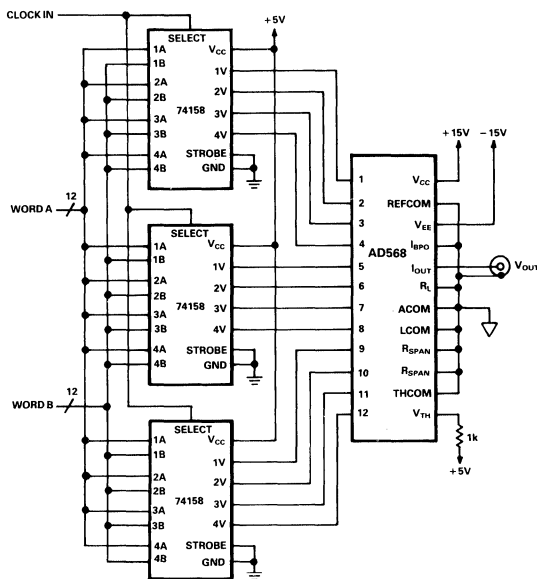 CLOCK IN
+5V
SELECT
1A
1B
2A
2B
3A
3B
4A
4B
74158
VCC
1V
2V
3V
4V
STROBE
GND
WORD A
12
SELECT
1A
1B
2A
2B
3A
3B
4A
4B
74158
VCC
1V
2V
3V
4V
STROBE
GND
WORD B
12
SELECT
1A
1B
2A
2B
3A
3B
4A
4B
74158
VCC
1V
2V
3V
4V
STROBE
GND
+15V
-15V
1
2
3
4
5
6
7
8
9
10
11
12
AD568
VCC
REFCOM
VEE
IBPO
IOUT
RL
ACOM
LCOM
RSPAN
RSPAN
THCOM
VTH
VOUT
1k
+5V